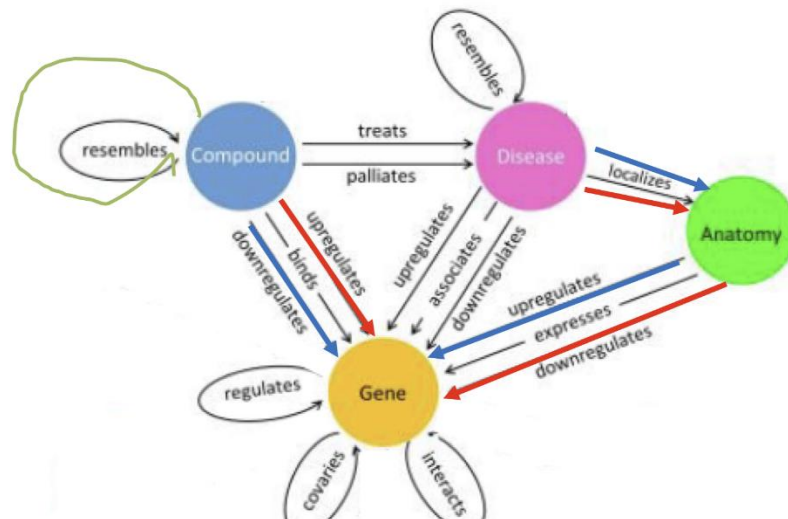 resembles
resembles
Compound
treats
palliates
Disease
localizes
Anatomy
downregulates
binds
upregulates
upregulates
associates
downregulates
upregulates
expresses
downregulates
regulates
Gene
covaries
interacts